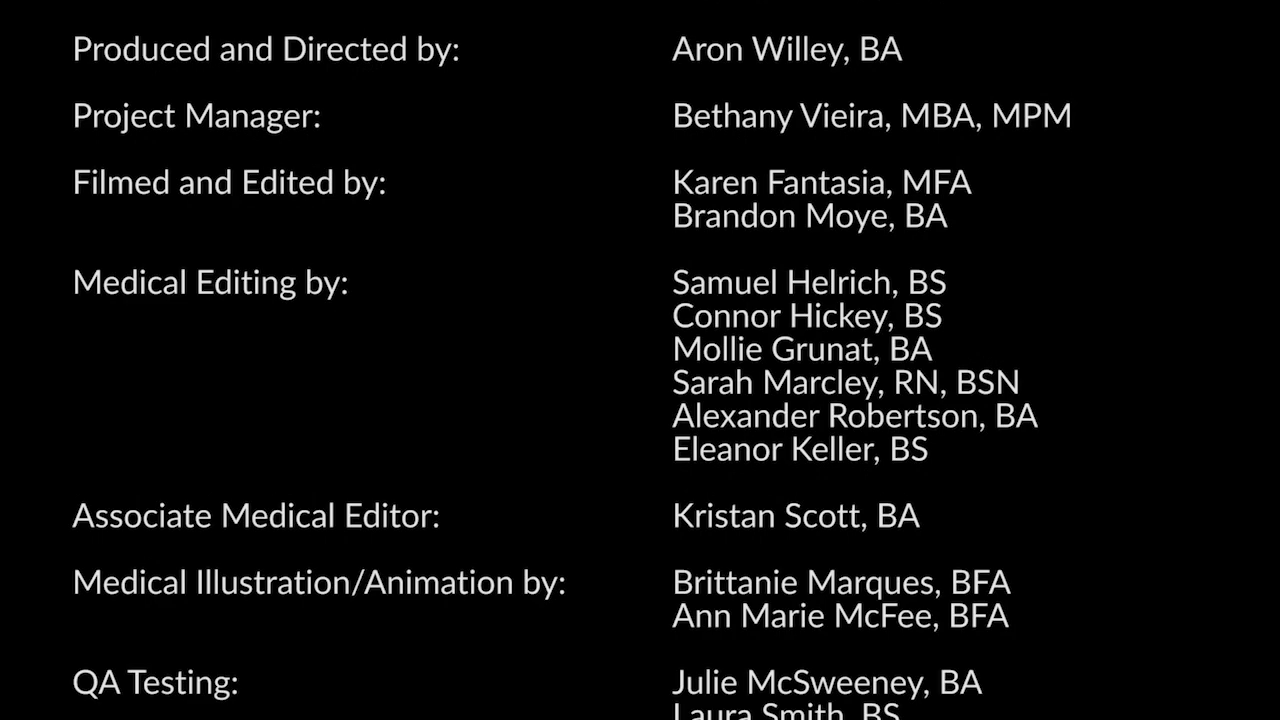 Produced and Directed by: Aron Willey, BA
Project Manager: Bethany Vieira, MBA, MPM
Filmed and Edited by: Karen Fantasia, MFA
Brandon Moye, BA
Medical Editing by: Samuel Helrich, BS
Connor Hickey, BS
Mollie Grunat, BA
Sarah Marcley, RN, BSN
Alexander Robertson, BA
Eleanor Keller, BS
Associate Medical Editor: Kristan Scott, BA
Medical Illustration/Animation by: Brittanie Marques, BFA
Ann Marie McFee, BFA
QA Testing: Julie McSweeney, BA
Laura Smith, BS